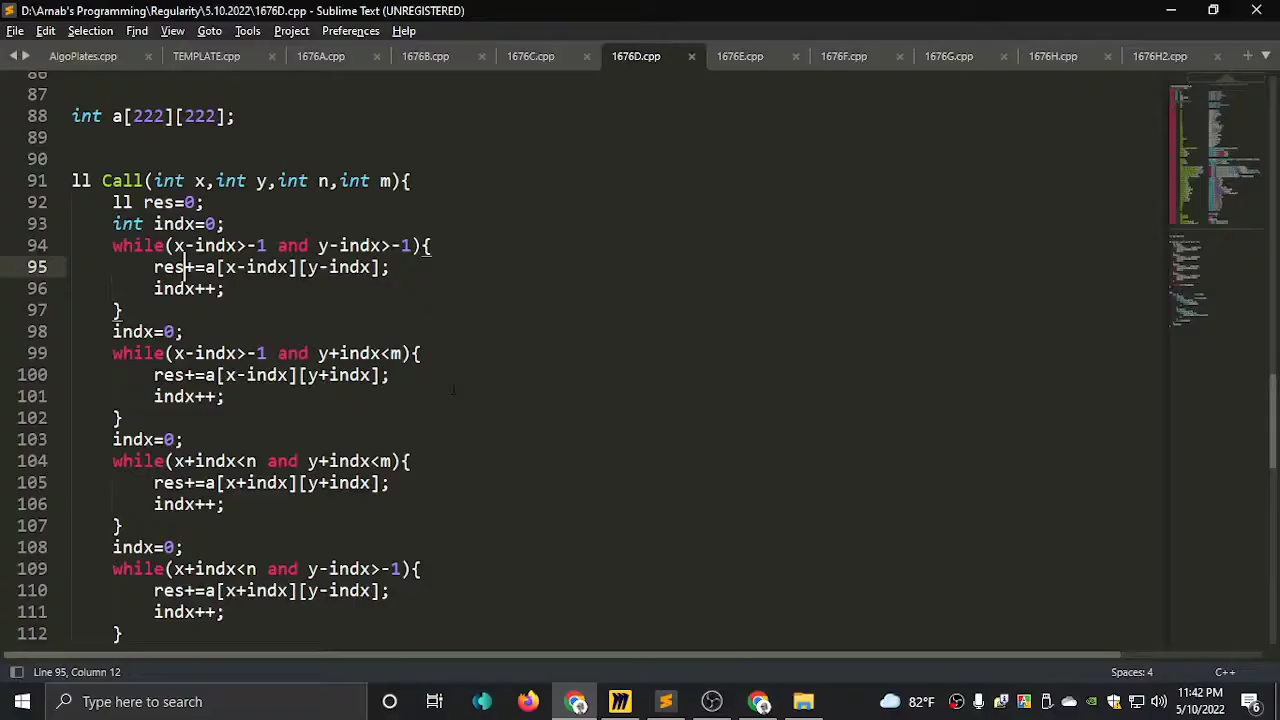 D:\Arnab's Programming\Regularity\5.10.2022\1676D.cpp - Sublime Text (UNREGISTERED)
File Edit Selection Find View Goto Tools Project Preferences Help
AlgoPlates.cpp TEMPLATE.cpp 1676A.cpp 1676B.cpp 1676C.cpp 1676D.cpp 1676E.cpp 1676F.cpp 1676G.cpp 1676H.cpp 1676H2.cpp
86
87
88 int a[222][222];
89
90
91 ll Call(int x,int y,int n,int m){
92 ll res=0;
93 int indx=0;
94 while(x-indx>-1 and y-indx>-1){
95 res+=a[x-indx][y-indx];
96 indx++;
97 }
98 indx=0;
99 while(x-indx>-1 and y+indx<m){
100 res+=a[x-indx][y+indx];
101 indx++;
102 }
103 indx=0;
104 while(x+indx<n and y+indx<m){
105 res+=a[x+indx][y+indx];
106 indx++;
107 }
108 indx=0;
109 while(x+indx<n and y-indx>-1){
110 res+=a[x+indx][y-indx];
111 indx++;
112 }
Line 95, Column 12 Spaces: 4 C++
Type here to search 82°F 11:42 PM
5/10/2022 6